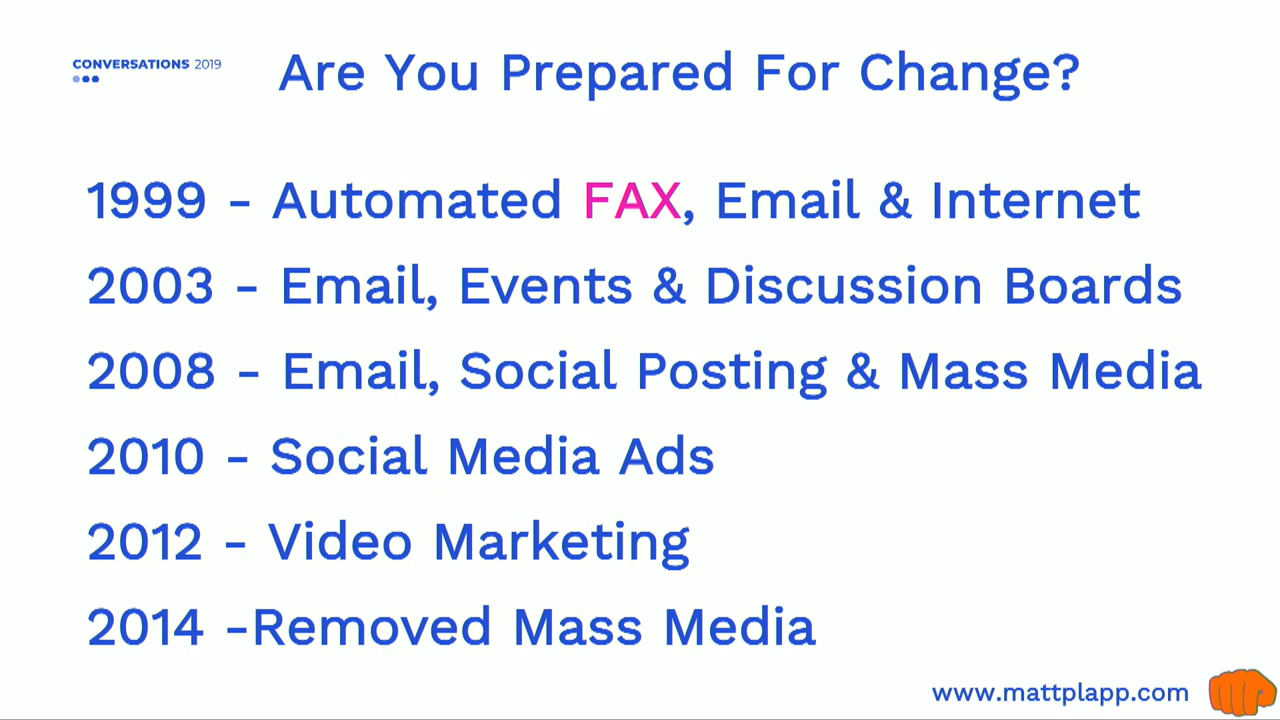 CONVERSATIONS 2019
Are You Prepared For Change?
1999 - Automated FAX, Email & Internet
2003 - Email, Events & Discussion Boards
2008 - Email, Social Posting & Mass Media
2010 - Social Media Ads
2012 - Video Marketing
2014 -Removed Mass Media
www.mattplapp.com